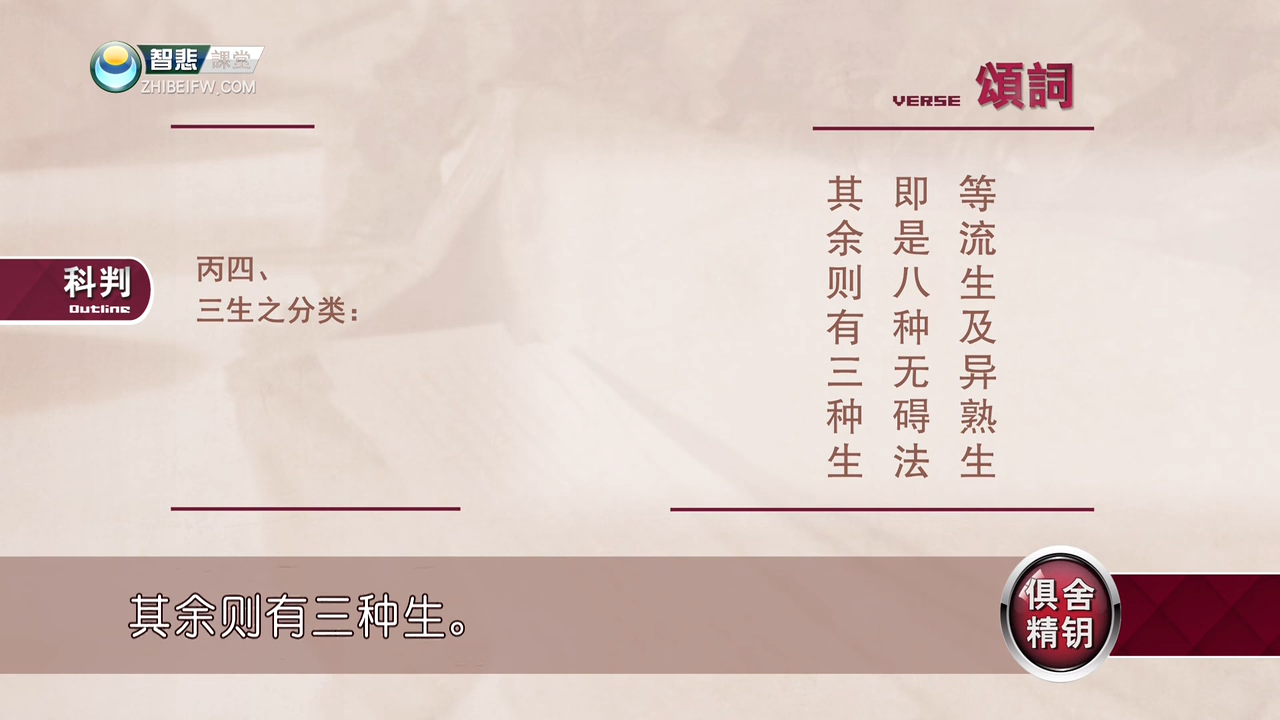 智悲課堂
ZHIBEIFW.COM
VERSE 頌詞
等流生及异熟生
即是八种无碍法
其余则有三种生
科判
Outline
丙四、
三生之分类：
其余则有三种生。
俱舍
精钥